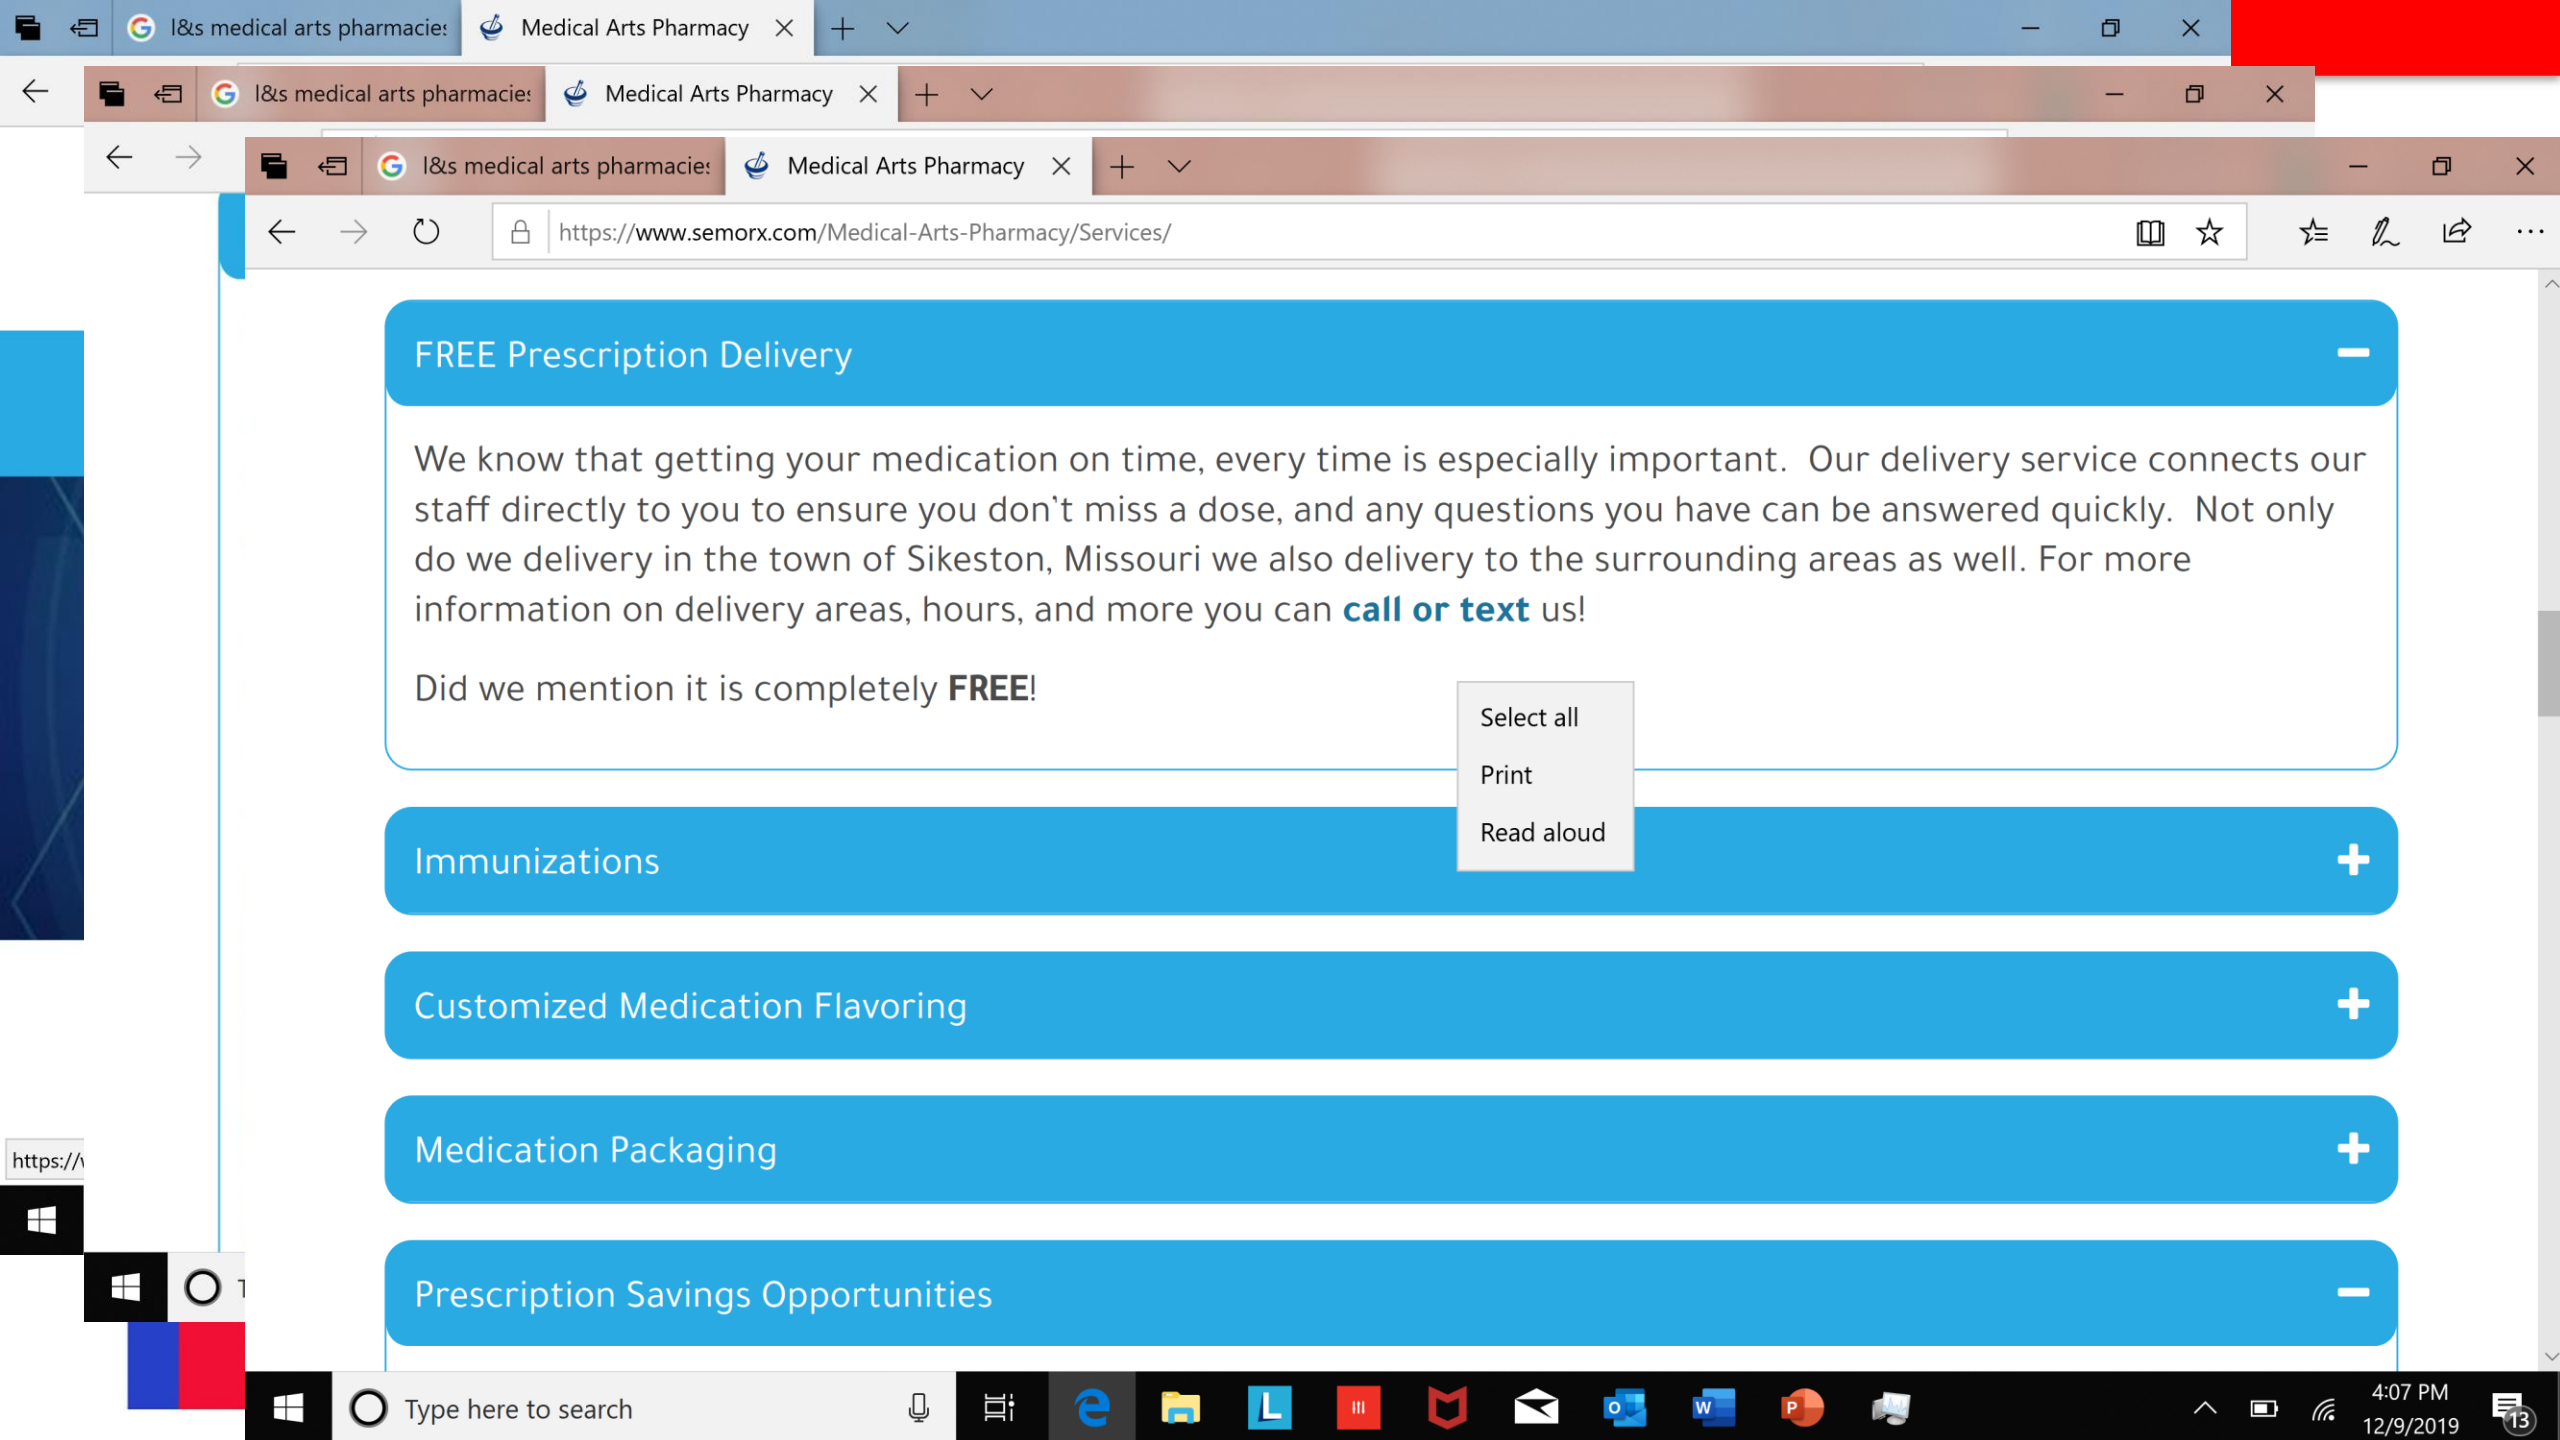 l&s medical arts pharmacies
Medical Arts Pharmacy
l&s medical arts pharmacies
Medical Arts Pharmacy
l&s medical arts pharmacies
Medical Arts Pharmacy
https://www.semorx.com/Medical-Arts-Pharmacy/Services/
FREE Prescription Delivery
We know that getting your medication on time, every time is especially important. Our delivery service connects our
staff directly to you to ensure you don't miss a dose, and any questions you have can be answered quickly. Not only
do we delivery in the town of Sikeston, Missouri we also delivery to the surrounding areas as well. For more
information on delivery areas, hours, and more you can call or text us!
Did we mention it is completely FREE!
Select all
Print
Read aloud
Immunizations
Customized Medication Flavoring
Medication Packaging
https://
Prescription Savings Opportunities
Type here to search
4:07 PM
12/9/2019
13